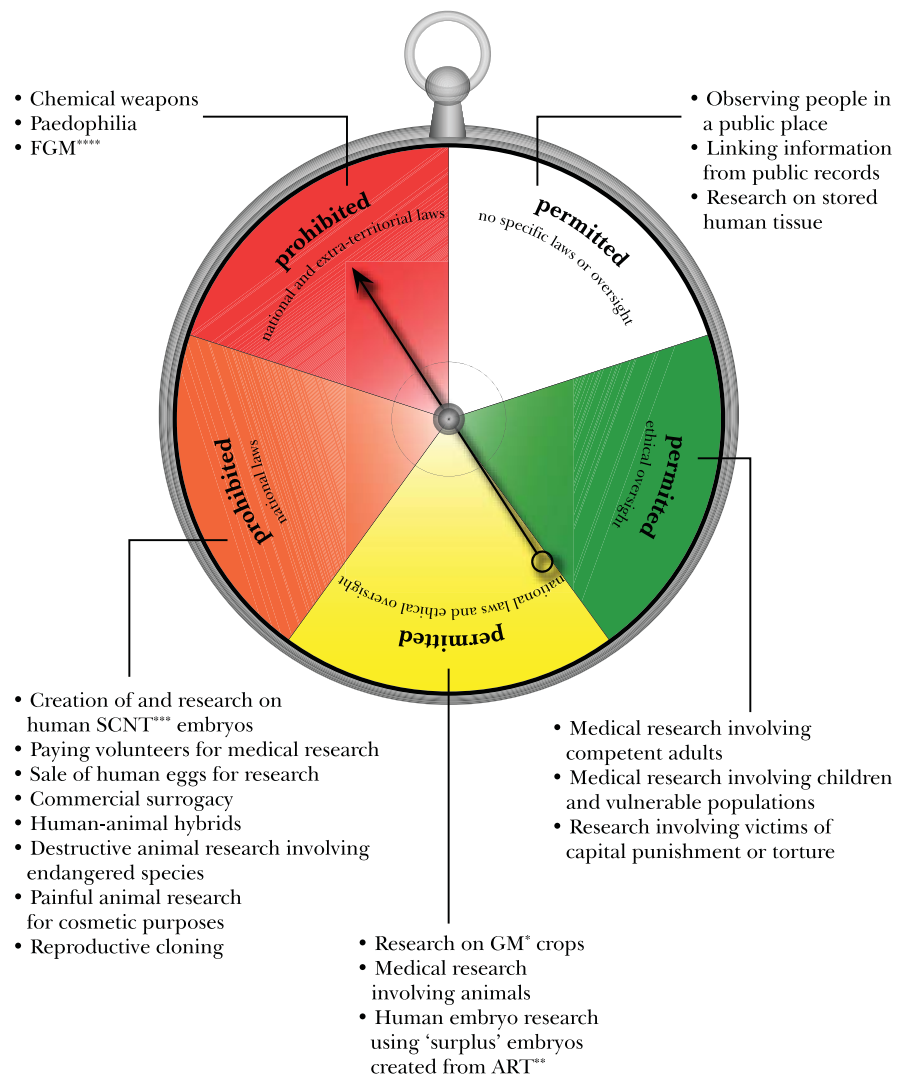 • Chemical weapons
• Paedophilia
• FGM****
• Observing people in
a public place
• Linking information
from public records
• Research on stored
human tissue
prohibited
national and extra-territorial laws
permitted
no specific laws or oversight
prohibited
national laws
permitted
ethical oversight
national laws and ethical oversight
permitted
• Creation of and research on
human SCNT*** embryos
• Paying volunteers for medical research
• Sale of human eggs for research
• Commercial surrogacy
• Human-animal hybrids
• Destructive animal research involving
endangered species
• Painful animal research
for cosmetic purposes
• Reproductive cloning
• Medical research involving
competent adults
• Medical research involving children
and vulnerable populations
• Research involving victims of
capital punishment or torture
• Research on GM* crops
• Medical research
involving animals
• Human embryo research
using ‘surplus’ embryos
created from ART**